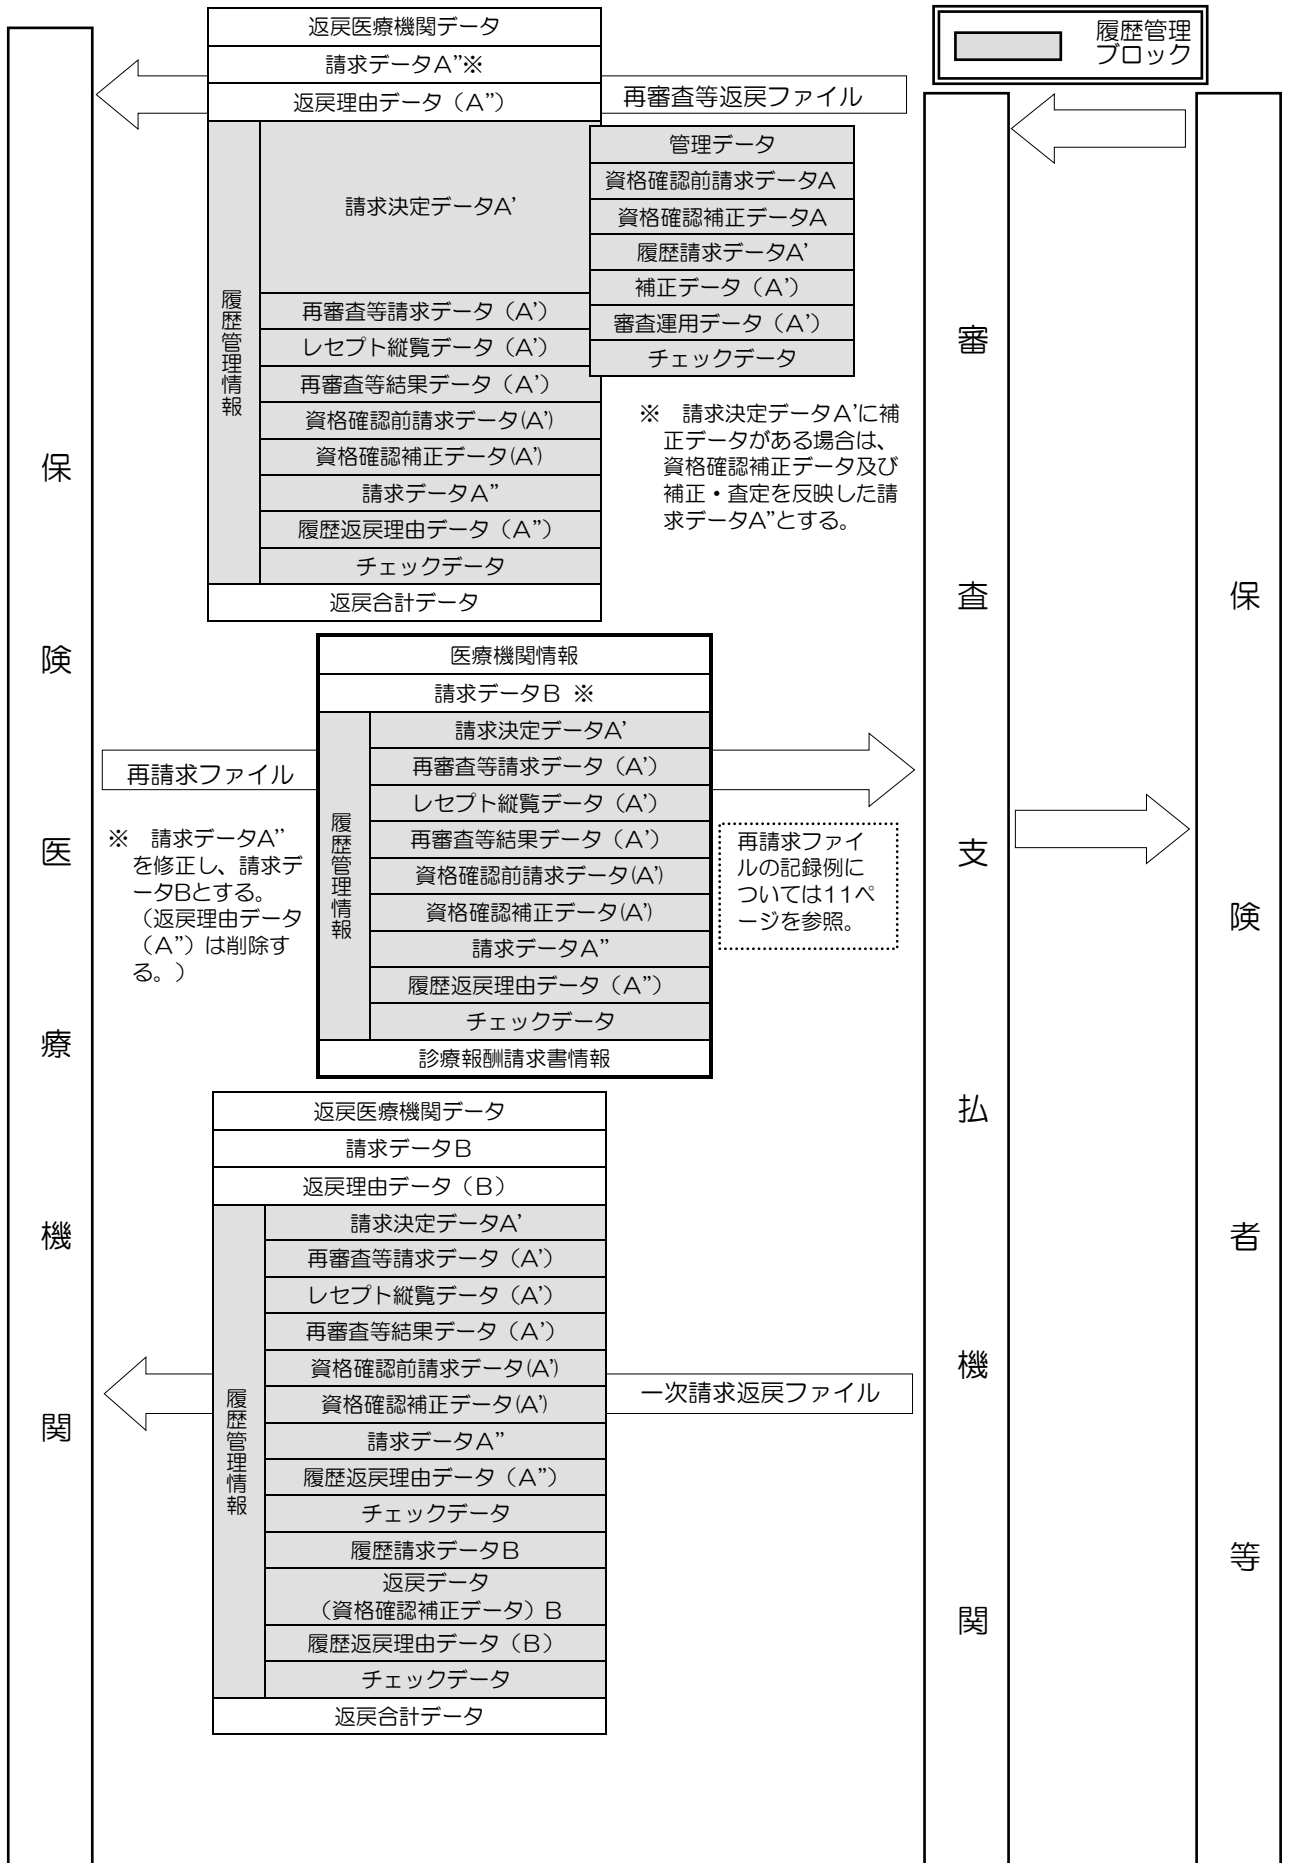 履歴管理
ブロック
保険医療機関
審査支払機関
保険者等
返戻医療機関データ
請求データA”※
返戻理由データ（A”）
再審査等返戻ファイル
履歴管理情報
請求決定データA’
管理データ
資格確認前請求データA
資格確認補正データA
履歴請求データA’
補正データ（A’）
審査運用データ（A’）
チェックデータ
再審査等請求データ（A’）
レセプト縦覧データ（A’）
再審査等結果データ（A’）
資格確認前請求データ(A’)
資格確認補正データ(A’)
請求データA”
履歴返戻理由データ（A”）
チェックデータ
返戻合計データ
※　請求決定データA’に補
正データがある場合は、
資格確認補正データ及び
補正・査定を反映した請
求データA”とする。
医療機関情報
請求データB ※
再請求ファイル
履歴管理情報
請求決定データA’
再審査等請求データ（A’）
レセプト縦覧データ（A’）
再審査等結果データ（A’）
資格確認前請求データ(A’)
資格確認補正データ(A’)
請求データA”
履歴返戻理由データ（A”）
チェックデータ
診療報酬請求書情報
※　請求データA’’
を修正し、請求デ
ータBとする。
（返戻理由データ
（A”）は削除す
る。）
再請求ファイ
ルの記録例に
ついては11ペ
ージを参照。
返戻医療機関データ
請求データB
返戻理由データ（B）
履歴管理情報
請求決定データA’
再審査等請求データ（A’）
レセプト縦覧データ（A’）
再審査等結果データ（A’）
資格確認前請求データ(A’)
資格確認補正データ(A’)
請求データA”
履歴返戻理由データ（A”）
チェックデータ
履歴請求データB
返戻データ
（資格確認補正データ）B
履歴返戻理由データ（B）
チェックデータ
返戻合計データ
一次請求返戻ファイル